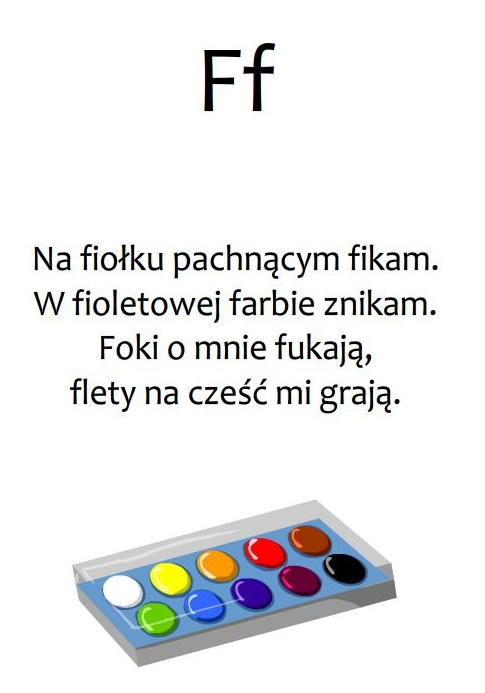 Ff
Na fiołku pachnącym fikam.
W fioletowej farbie znikam.
Foki o mnie fukają,
flety na cześć mi grają.